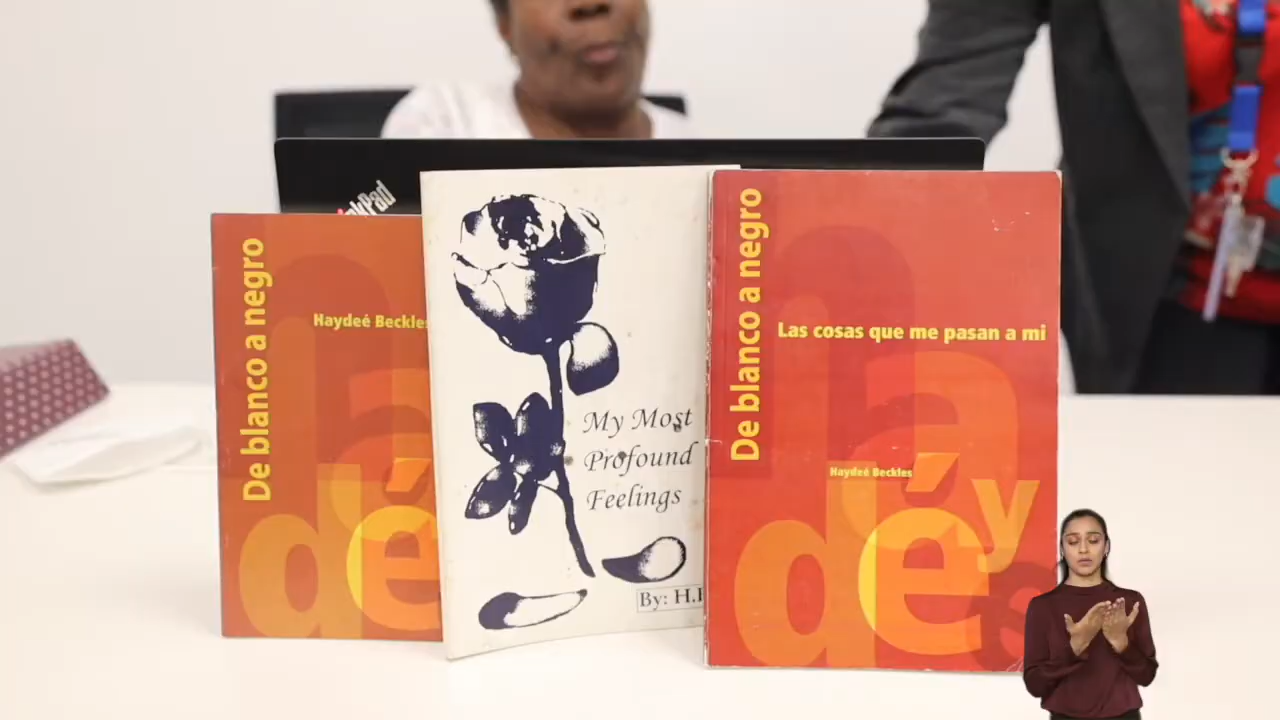 De blanco a negro
Haydeé Beckles
My Most
Profound
Feelings
By: H.
De blanco a negro
Las cosas que me pasan a mi
Haydeé Beckles